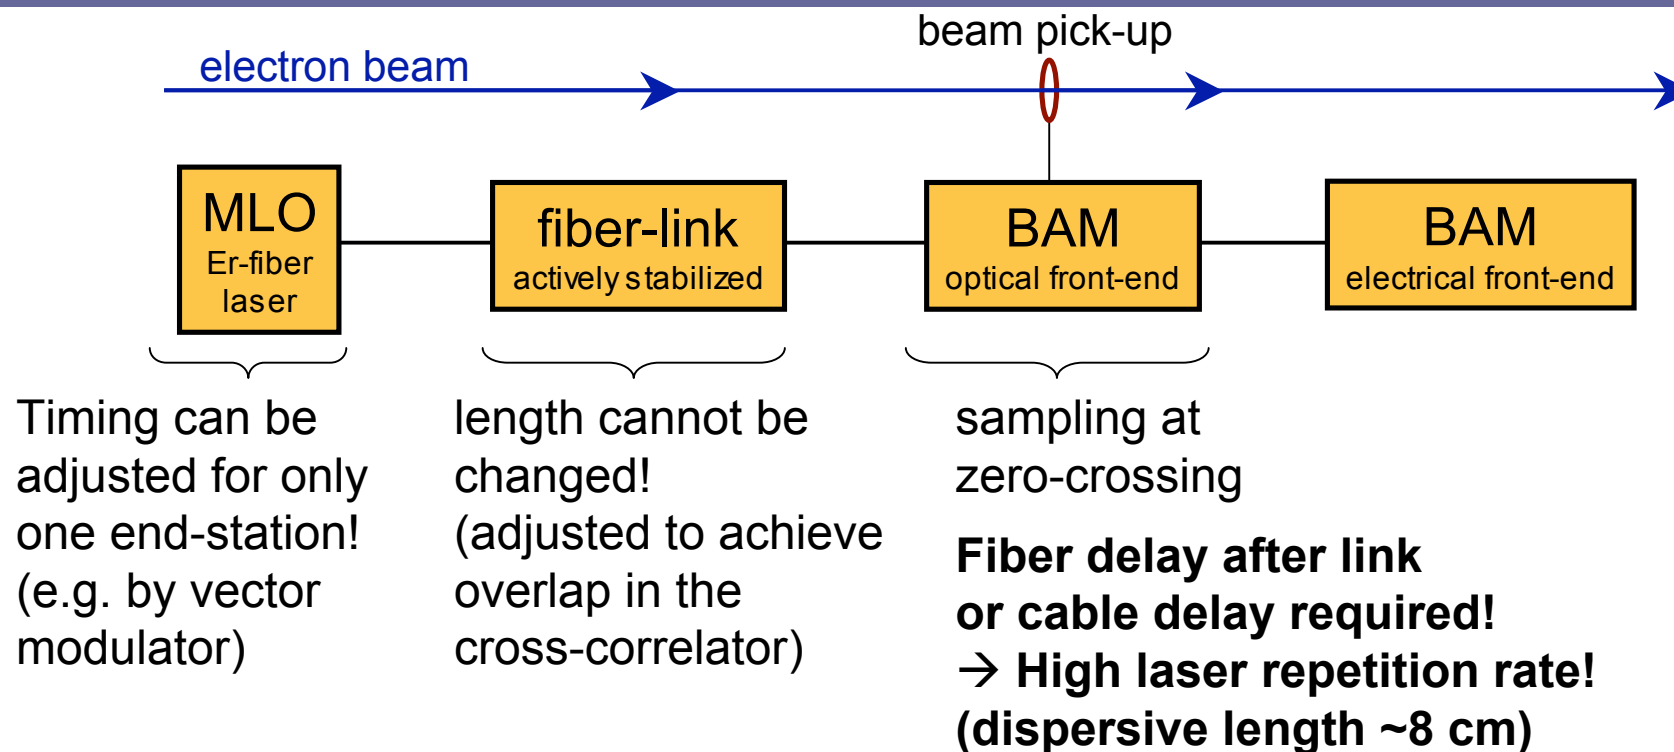 beam pick-up
electron beam
MLO
Er-fiber
laser
fiber-link
actively stabilized
BAM
optical front-end
BAM
electrical front-end
Timing can be
adjusted for only
one end-station!
(e.g. by vector
modulator)
length cannot be
changed!
(adjusted to achieve
overlap in the
cross-correlator)
sampling at
zero-crossing
Fiber delay after link
or cable delay required!
→ High laser repetition rate!
(dispersive length ~8 cm)